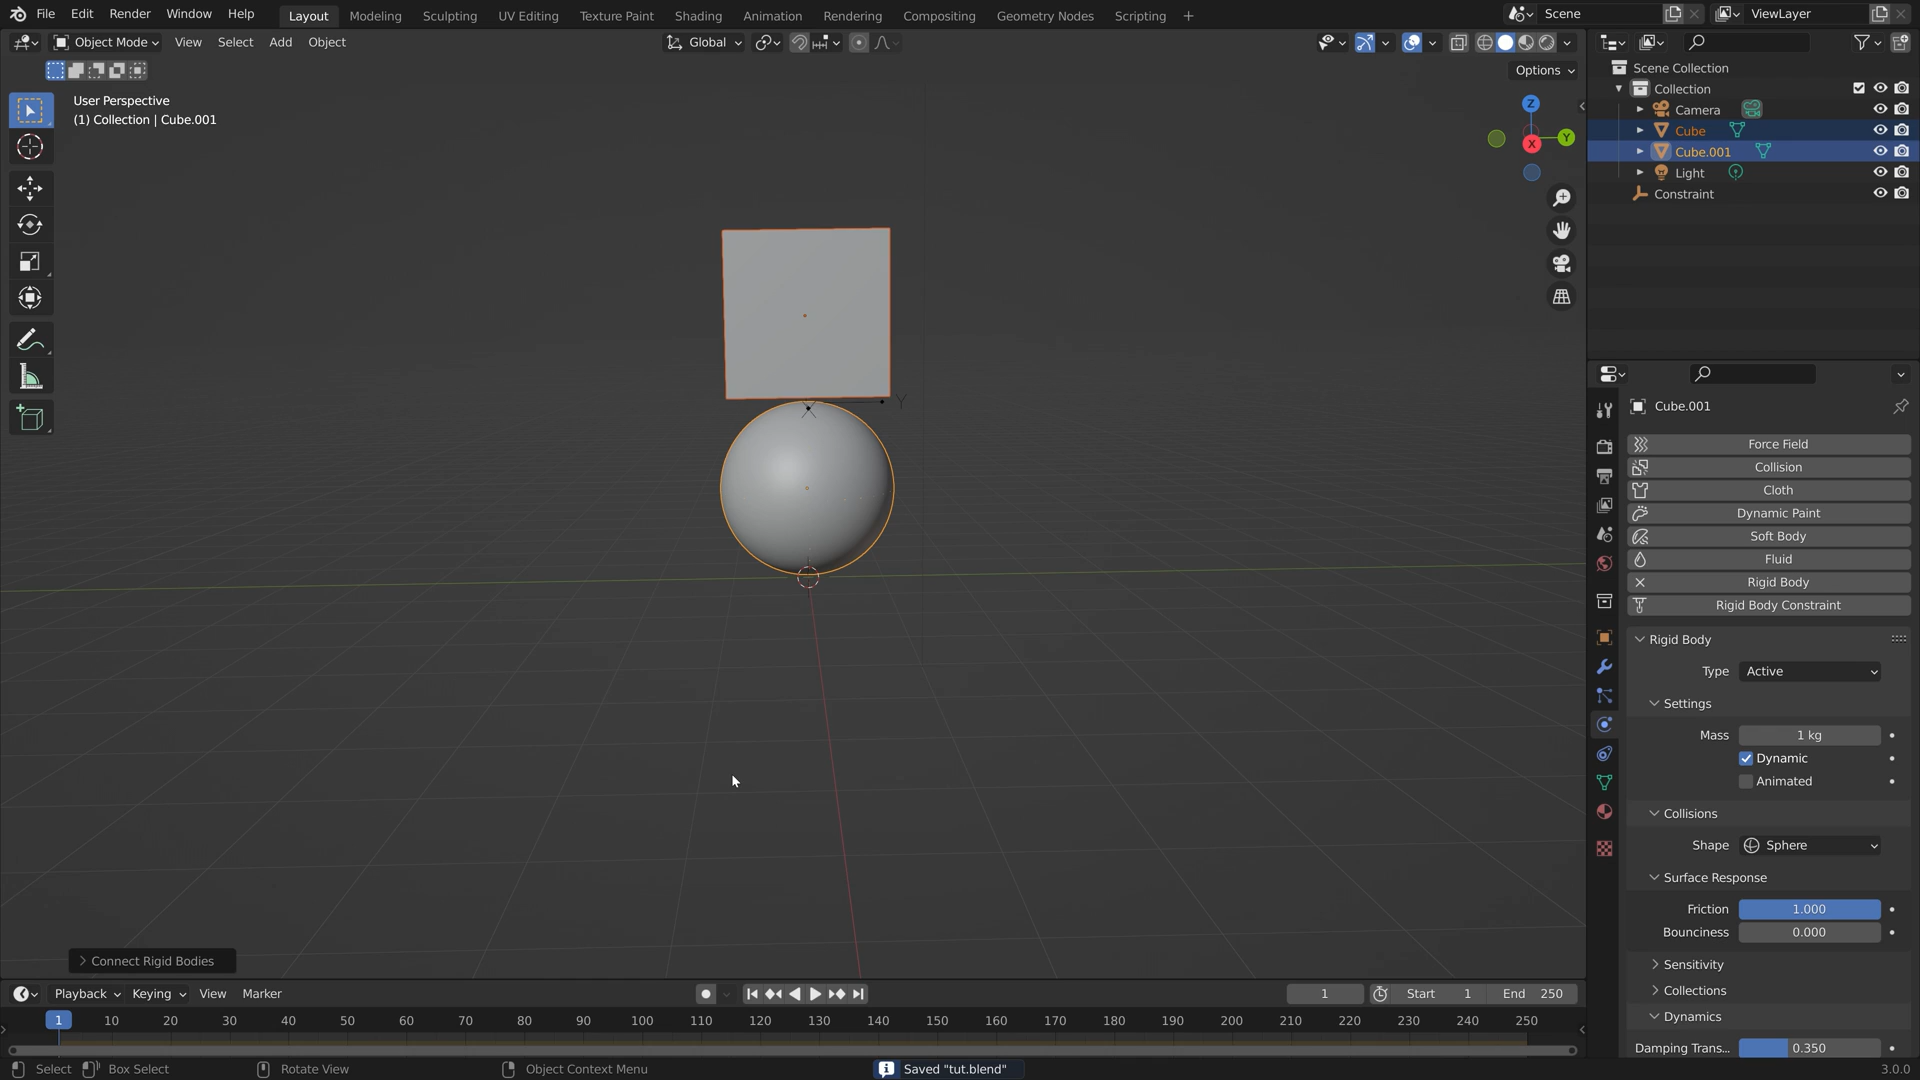 File Edit Render Window Help Layout Modeling Sculpting UV Editing Texture Paint Shading Animation Rendering Compositing Geometry Nodes Scripting + Scene ViewLayer
Object Mode View Select Add Object Global
Options
User Perspective
(1) Collection | Cube.001
Z
Y
X
Y
Scene Collection
Collection
Camera
Cube
Cube.001
Light
Constraint
Cube.001
Force Field
Collision
Cloth
Dynamic Paint
Soft Body
Fluid
Rigid Body
Rigid Body Constraint
Rigid Body
Type Active
Settings
Mass 1 kg
Dynamic
Animated
Collisions
Shape Sphere
Surface Response
Friction 1.000
Bounciness 0.000
Sensitivity
Collections
Dynamics
Damping Trans... 0.350
Connect Rigid Bodies
Playback Keying View Marker 1 Start 1 End 250
1 10 20 30 40 50 60 70 80 90 100 110 120 130 140 150 160 170 180 190 200 210 220 230 240 250
Select Box Select Rotate View Object Context Menu Saved "tut.blend" 3.0.0